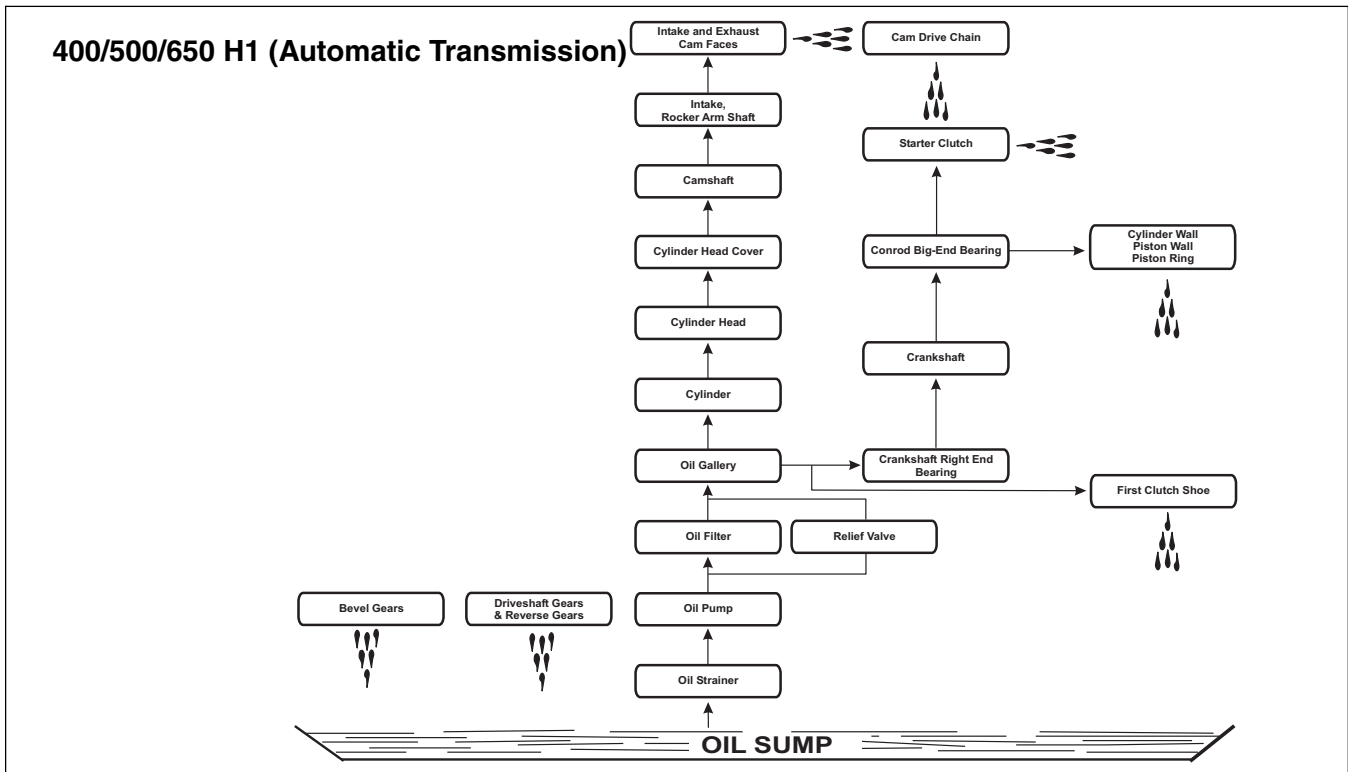 400/500/650 H1 (Automatic Transmission)
Intake and Exhaust
Cam Faces
Cam Drive Chain
Intake,
Rocker Arm Shaft
Starter Clutch
Camshaft
Cylinder Head Cover
Conrod Big-End Bearing
Cylinder Wall
Piston Wall
Piston Ring
Cylinder Head
Crankshaft
Cylinder
Oil Gallery
Crankshaft Right End
Bearing
First Clutch Shoe
Oil Filter
Relief Valve
Bevel Gears
Driveshaft Gears
& Reverse Gears
Oil Pump
Oil Strainer
OIL SUMP